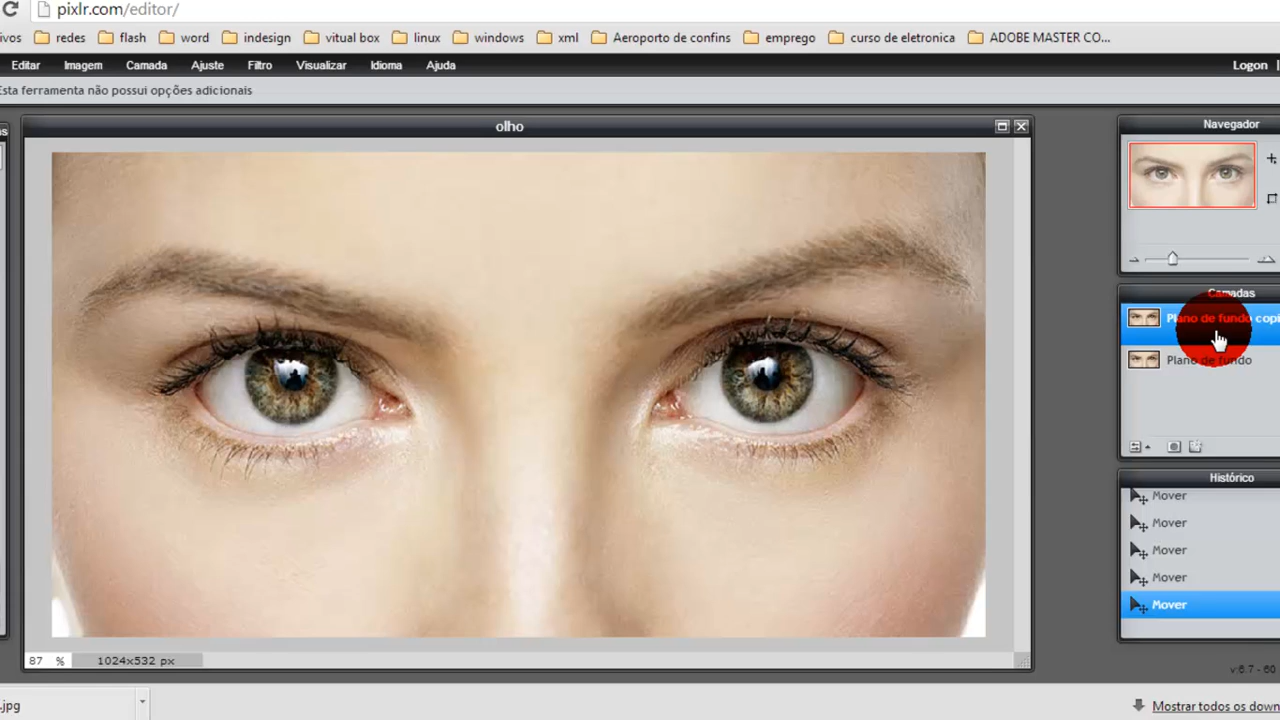 pixlr.com/editor/
ivos redes flash word indesign vitual box linux windows xml Aeroporto de confins emprego curso de eletronica ADOBE MASTER CO...
Editar Imagem Camada Ajuste Filtro Visualizar Idioma Ajuda Logon
Esta ferramenta não possui opções adicionais
olho
Navegador
Camadas
Plano de fundo copi
Plano de fundo
Histórico
Mover
Mover
Mover
Mover
Mover
87 % 1024x532 px
.jpg
Mostrar todos os down